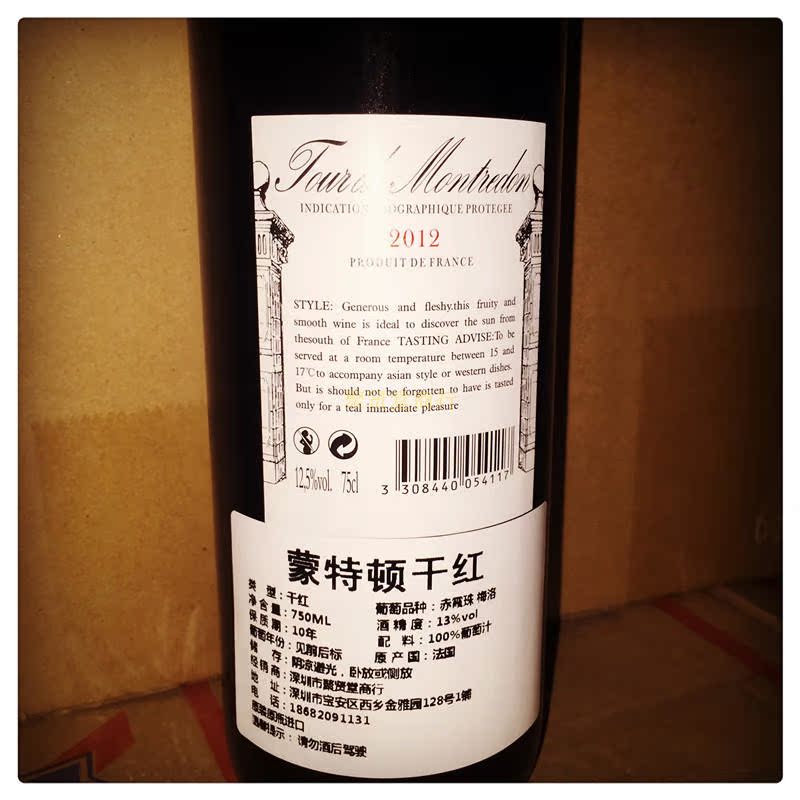 Tour de Montredon
INDICATION GEOGRAPHIQUE PROTEGEE
2012
PRODUIT DE FRANCE
STYLE: Generous and fleshy.this fruity and
smooth wine is ideal to discover the sun from
thesouth of France TASTING ADVISE:To be
served at a room temperature between 15 and
17℃to accompany asian style or western dishes.
But is should not be forgotten to have is tasted
only for a teal immediate pleasure
12,5%vol. 75cl
3 308440 054117
蒙特顿干红
类 型：干红
葡萄品种：赤霞珠 梅洛
净含量：750ML
酒精度：13%vol
保质期：10年
配 料：100%葡萄汁
葡萄年份：见前后标
原产国：法国
储 存：阴凉避光，卧放或侧放
经销商：深圳市聚贤堂商行
地 址：深圳市宝安区西乡金雅园128号1铺
电 话：18682091131
原装原瓶进口
温馨提示：请勿酒后驾驶